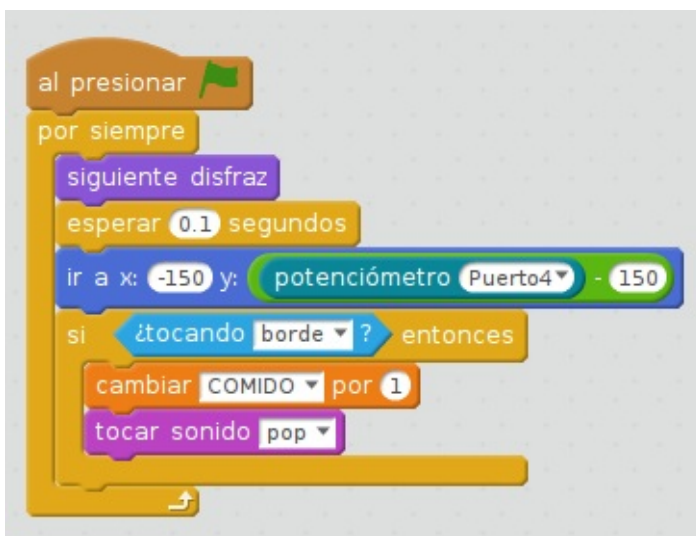 al presionar
por siempre
siguiente disfraz
esperar 0.1 segundos
ir a x: -150 y: potenciómetro Puerto4 - 150
si ¿tocando borde ? entonces
cambiar COMIDO por 1
tocar sonido pop